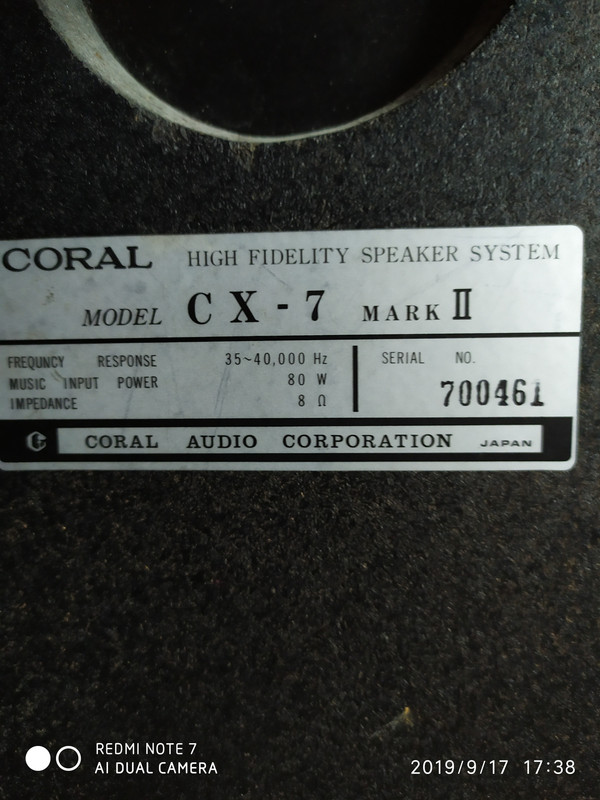 CORAL HIGH FIDELITY SPEAKER SYSTEM
MODEL CX-7 MARK II
FREQUNCY RESPONSE 35~40,000 Hz
MUSIC INPUT POWER 80 W
IMPEDANCE 8 Ω
SERIAL NO.
700461
CORAL AUDIO CORPORATION JAPAN
REDMI NOTE 7
AI DUAL CAMERA
2019/9/17 17:38